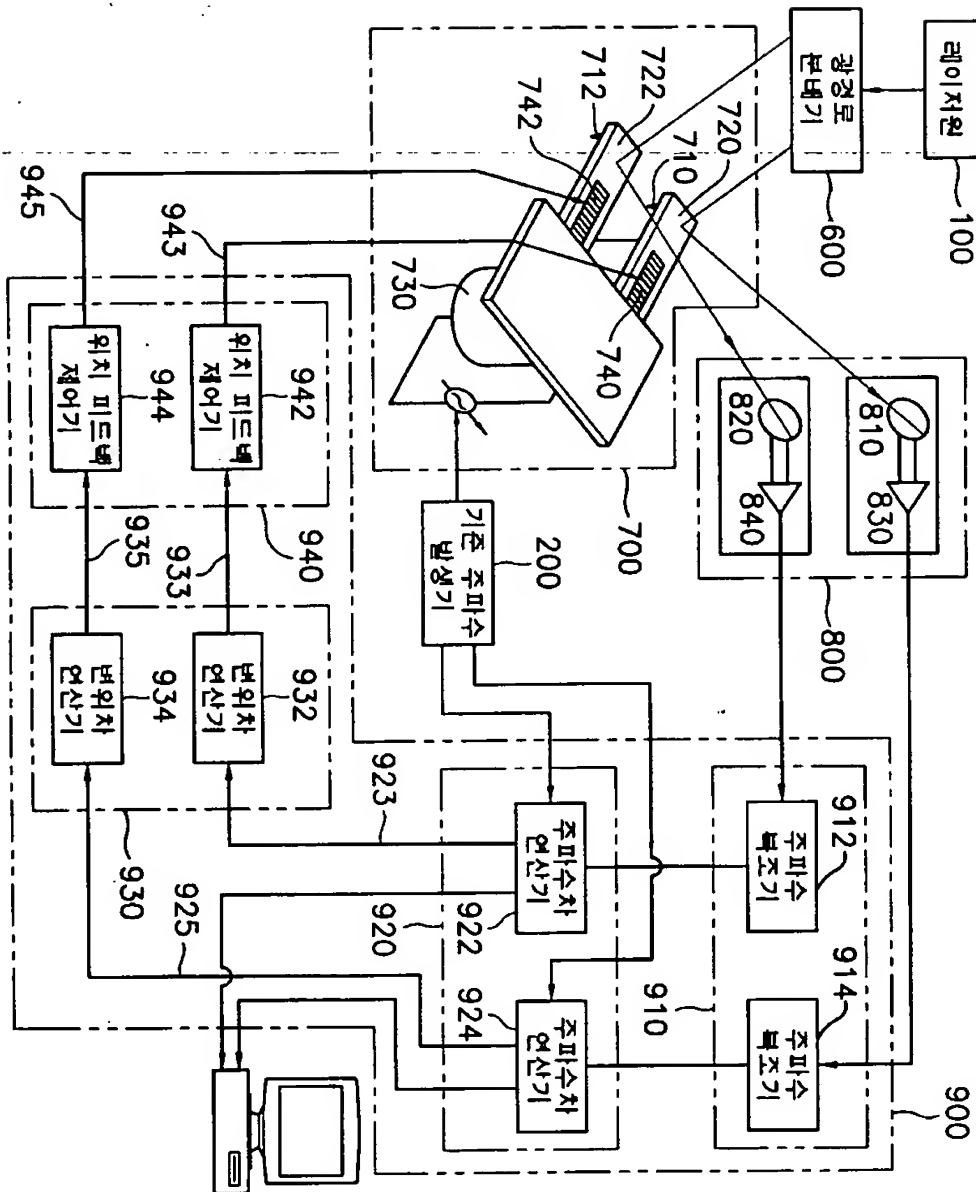 레이저원
100
광경로
분배기
600
722
712
742
710
720
740
730
700
810
830
820
840
800
기준 주파수
발생기
200
주파수
복조기
912
주파수
복조기
914
910
900
주파수차
연산기
922
주파수차
연산기
924
920
923
925
변위차
연산기
932
변위차
연산기
934
930
933
935
위치 피드백
제어기
942
위치 피드백
제어기
944
940
943
945